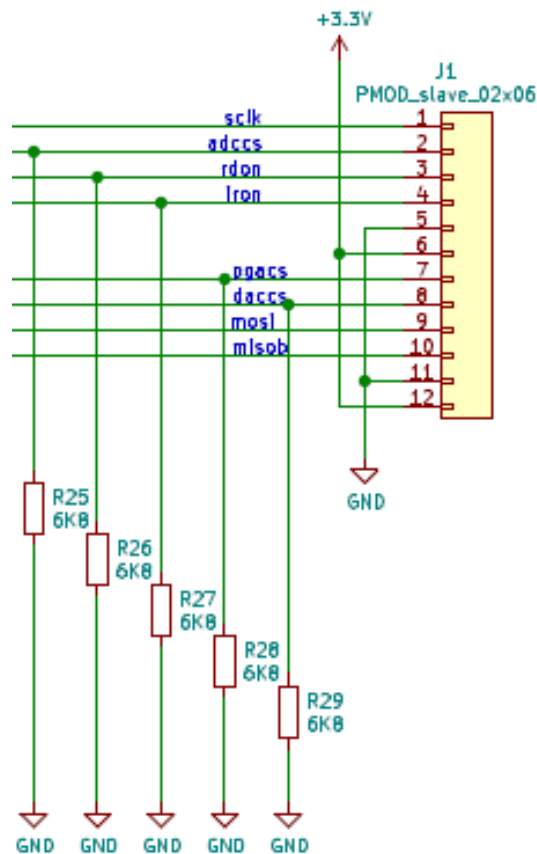 +3.3V
J1
PMOD_slave_02x06
sclk 1
adccs 2
rdon 3
lron 4
5
6
pgacs 7
daccs 8
mosi 9
misob 10
11
12
GND
R25
6K8
R26
6K8
R27
6K8
R28
6K8
R29
6K8
GND GND GND GND GND